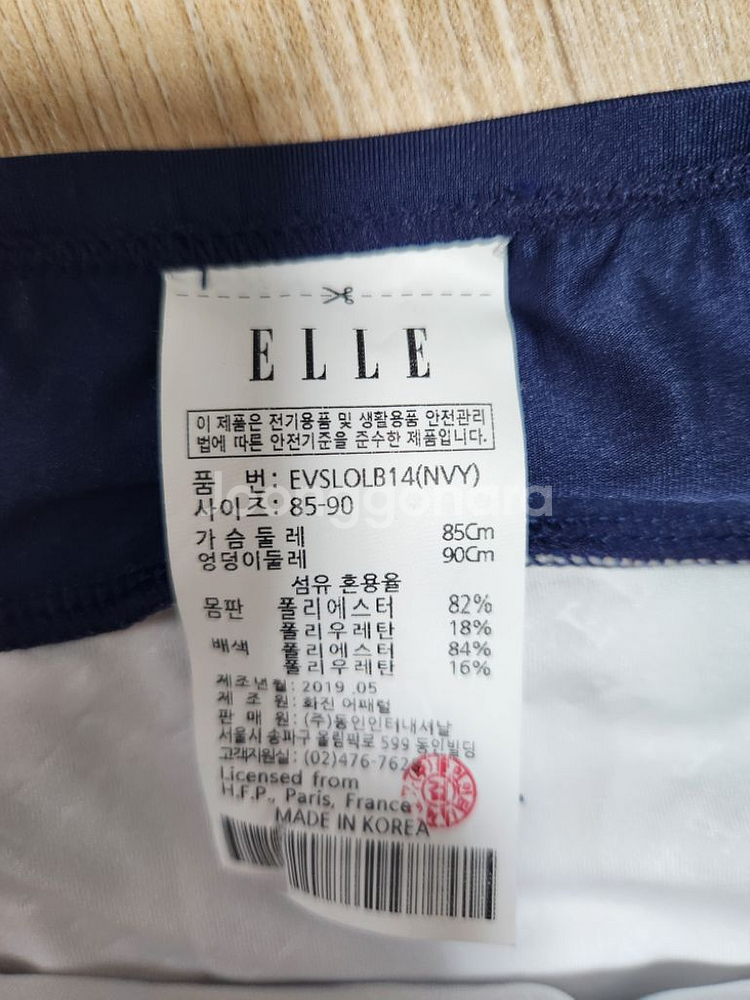 ELLE
이 제품은 전기용품 및 생활용품 안전관리
법에 따른 안전기준을 준수한 제품입니다.
품 번: EVSLOLB14(NVY)
사이즈: 85-90
가슴둘레 85Cm
엉덩이둘레 90Cm
섬유 혼용율
몸판 폴리에스터 82%
폴리우레탄 18%
배색 폴리에스터 84%
폴리우레탄 16%
제조년월: 2019 .05
제 조 원: 화진 어패럴
판 매 원: (주)동인인터내셔날
서울시 송파구 올림픽로 599 동인빌딩
고객지원실: (02)476-762
Licensed from
H.F.P., Paris, France
MADE IN KOREA
joonggonara